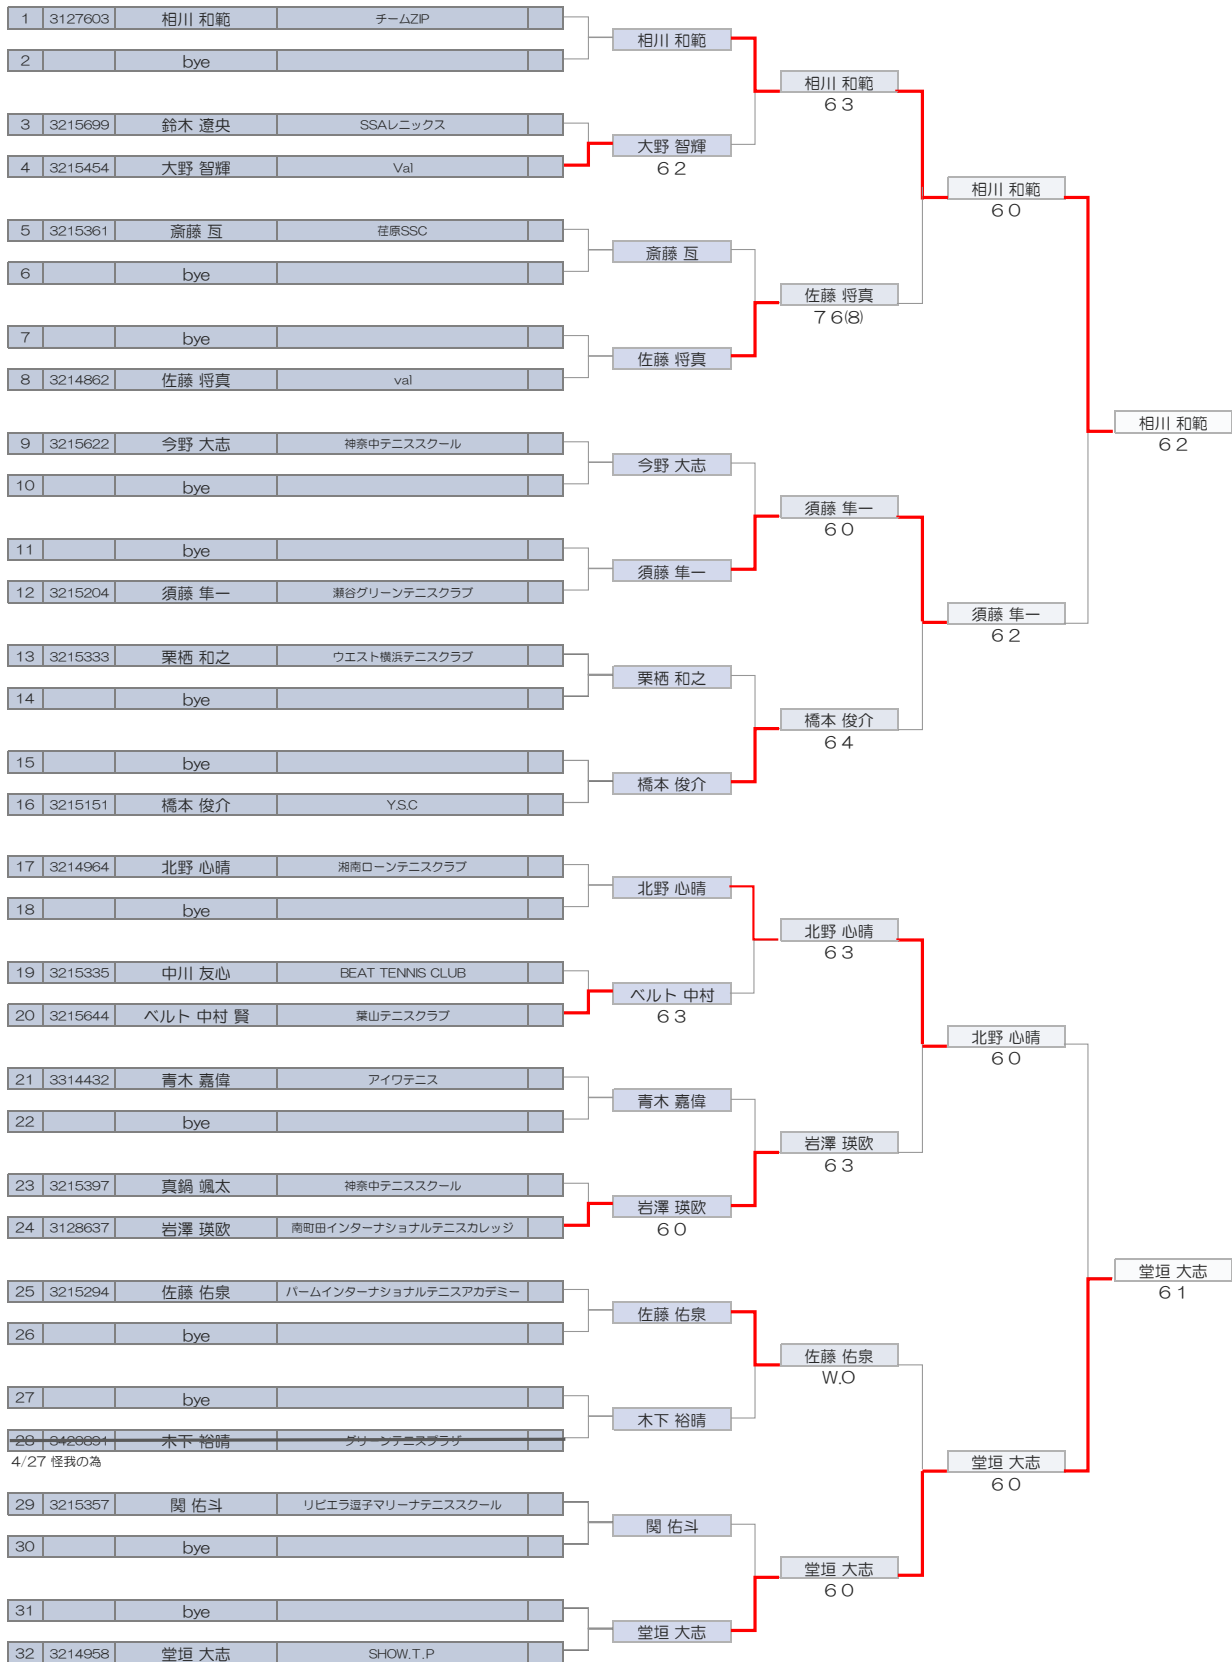 1 3127603 相川 和範 チームZIP
相川 和範
2 bye
相川 和範
63
3 3215699 鈴木 遼央 SSAレニックス
大野 智輝
62
4 3215454 大野 智輝 Val
相川 和範
60
5 3215361 斎藤 亘 荏原SSC
斎藤 亘
6 bye
佐藤 将真
76(8)
7 bye
佐藤 将真
8 3214862 佐藤 将真 val
相川 和範
62
9 3215622 今野 大志 神奈中テニススクール
今野 大志
10 bye
須藤 隼一
60
11 bye
須藤 隼一
12 3215204 須藤 隼一 瀬谷グリーンテニスクラブ
須藤 隼一
62
13 3215333 栗栖 和之 ウエスト横浜テニスクラブ
栗栖 和之
14 bye
橋本 俊介
64
15 bye
橋本 俊介
16 3215151 橋本 俊介 Y.S.C
17 3214964 北野 心晴 湘南ローンテニスクラブ
北野 心晴
18 bye
北野 心晴
63
19 3215335 中川 友心 BEAT TENNIS CLUB
ベルト 中村
63
20 3215644 ベルト 中村 賢 葉山テニスクラブ
北野 心晴
60
21 3314432 青木 嘉偉 アイワテニス
青木 嘉偉
22 bye
岩澤 瑛欧
63
23 3215397 真鍋 颯太 神奈中テニススクール
岩澤 瑛欧
60
24 3128637 岩澤 瑛欧 南町田インターナショナルテニスカレッジ
堂垣 大志
61
25 3215294 佐藤 佑泉 パームインターナショナルテニスアカデミー
佐藤 佑泉
26 bye
佐藤 佑泉
W.O
27 bye
木下 裕晴
28 3420891 木下 裕晴 グリーンテニスプラザ
4/27 怪我の為
堂垣 大志
60
29 3215357 関 佑斗 リビエラ逗子マリーナテニススクール
関 佑斗
30 bye
堂垣 大志
60
31 bye
堂垣 大志
32 3214958 堂垣 大志 SHOW.T.P